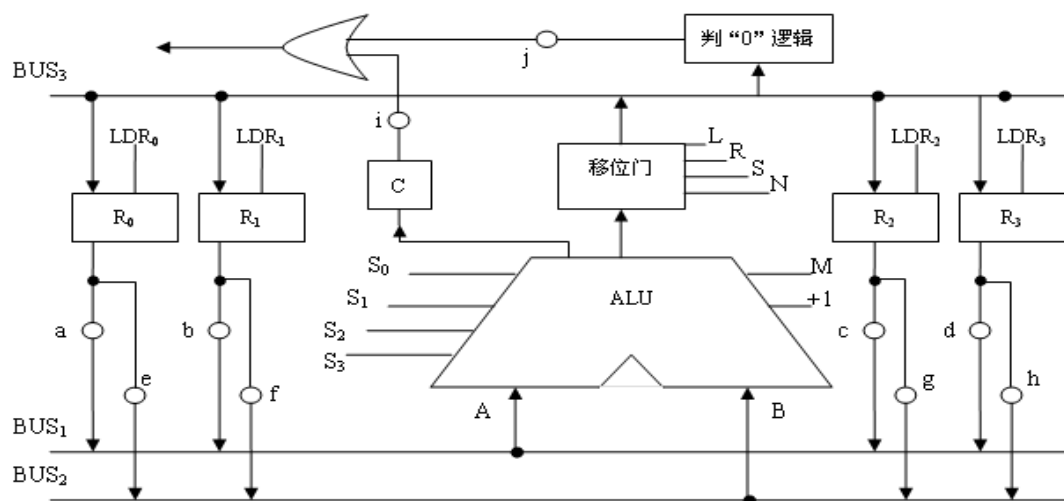 判“0”逻辑
j
BUS₃
i
LDR₀
LDR₁
L
R
S
N
LDR₂
LDR₃
移位门
C
R₀
R₁
R₂
R₃
S₀
M
ALU
S₁
+1
a
b
S₂
c
d
S₃
e
f
g
h
A
B
BUS₁
BUS₂